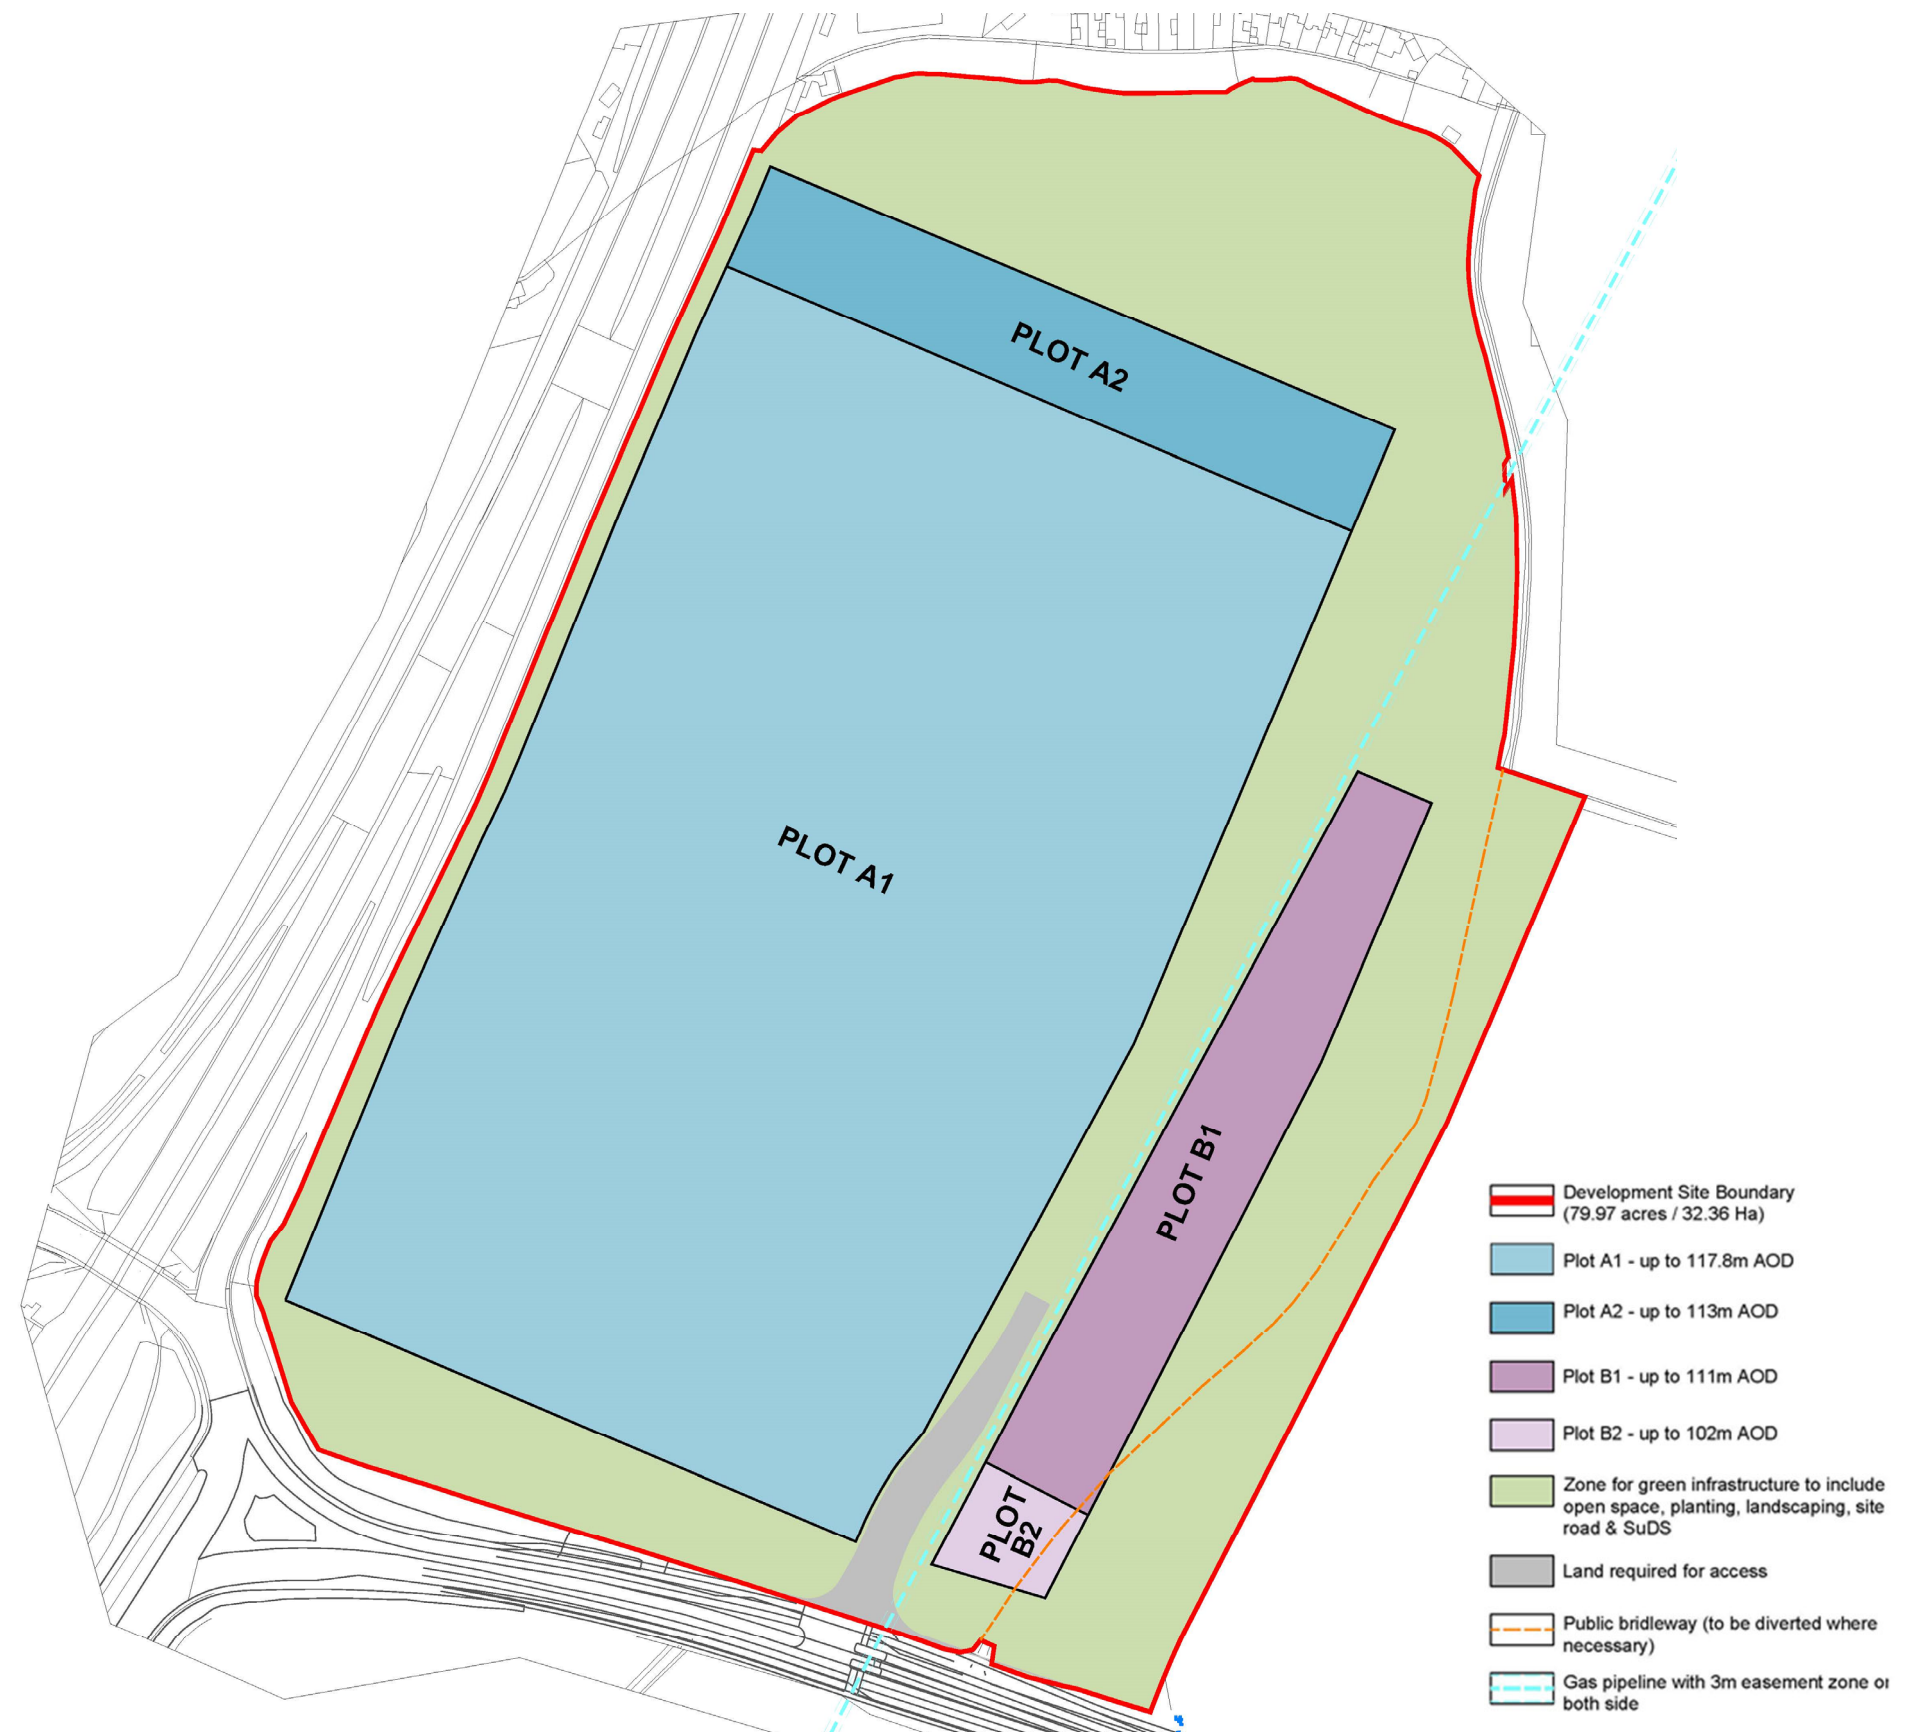 PLOT A2
PLOT A1
PLOT B1
PLOT
B2
Development Site Boundary
(79.97 acres / 32.36 Ha)
Plot A1 - up to 117.8m AOD
Plot A2 - up to 113m AOD
Plot B1 - up to 111m AOD
Plot B2 - up to 102m AOD
Zone for green infrastructure to include
open space, planting, landscaping, site
road & SuDS
Land required for access
Public bridleway (to be diverted where
necessary)
Gas pipeline with 3m easement zone or
both side